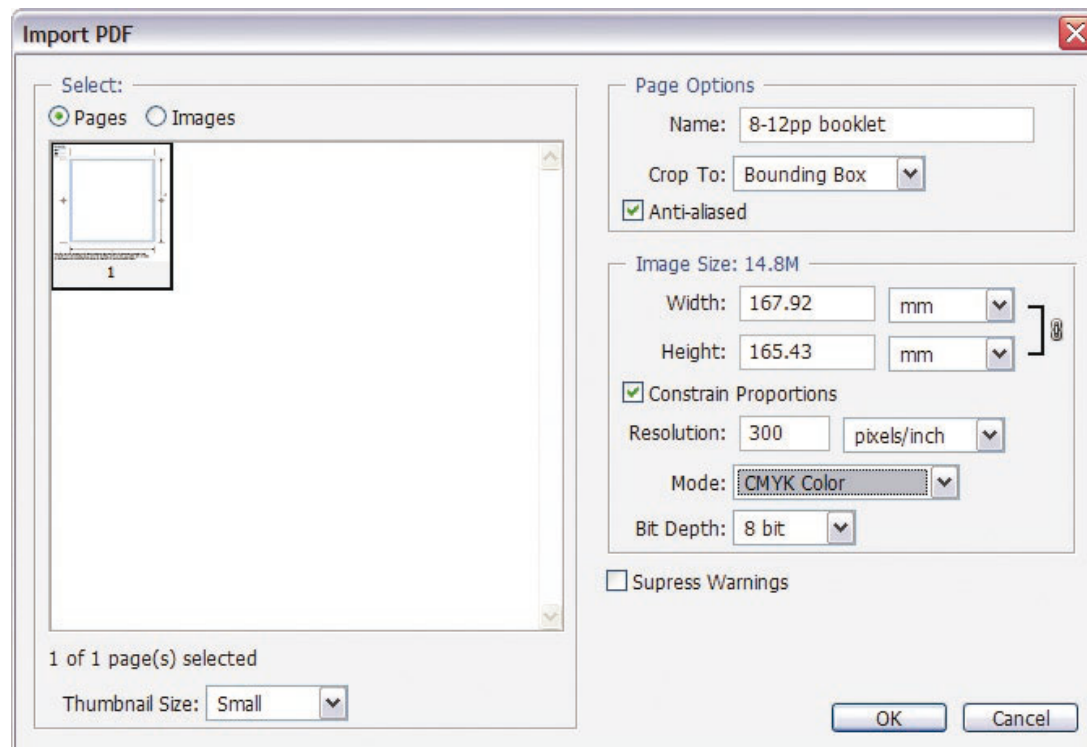 Import PDF
Select:
Pages Images
1
1 of 1 page(s) selected
Thumbnail Size: Small
Page Options
Name: 8-12pp booklet
Crop To: Bounding Box
Anti-aliased
Image Size: 14.8M
Width: 167.92 mm
Height: 165.43 mm
Constrain Proportions
Resolution: 300 pixels/inch
Mode: CMYK Color
Bit Depth: 8 bit
Supress Warnings
OK Cancel